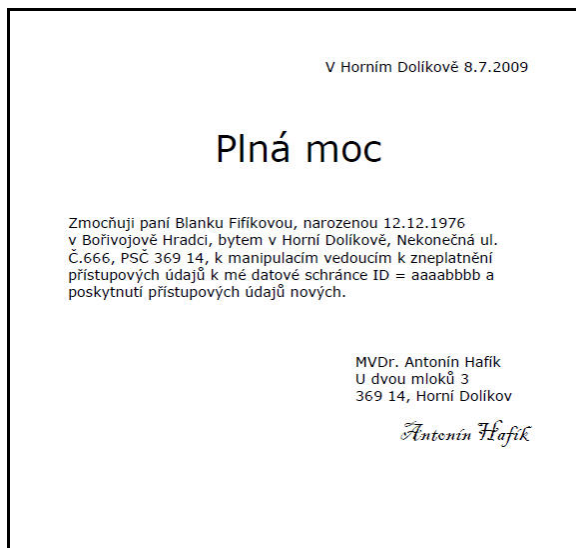 V Horním Dolíkově 8.7.2009
Plná moc
Zmocňuji paní Blanku Fifíkovou, narozenou 12.12.1976
v Bořivojově Hradci, bytem v Horní Dolíkově, Nekonečná ul.
Č.666, PSČ 369 14, k manipulacím vedoucím k zneplatnění
přístupových údajů k mé datové schránce ID = aaaabbbb a
poskytnutí přístupových údajů nových.
MVDr. Antonín Hafík
U dvou mloků 3
369 14, Horní Dolíkov
Antonín Hafík